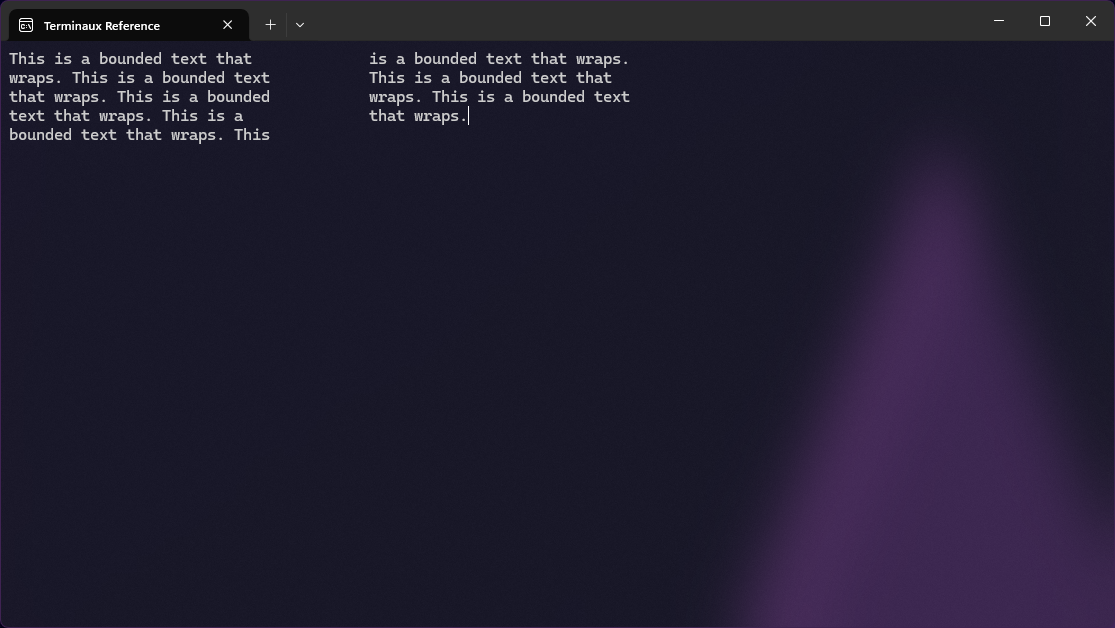 Terminaux Reference
This is a bounded text that
wraps. This is a bounded text
that wraps. This is a bounded
text that wraps. This is a
bounded text that wraps. This
is a bounded text that wraps.
This is a bounded text that
wraps. This is a bounded text
that wraps.